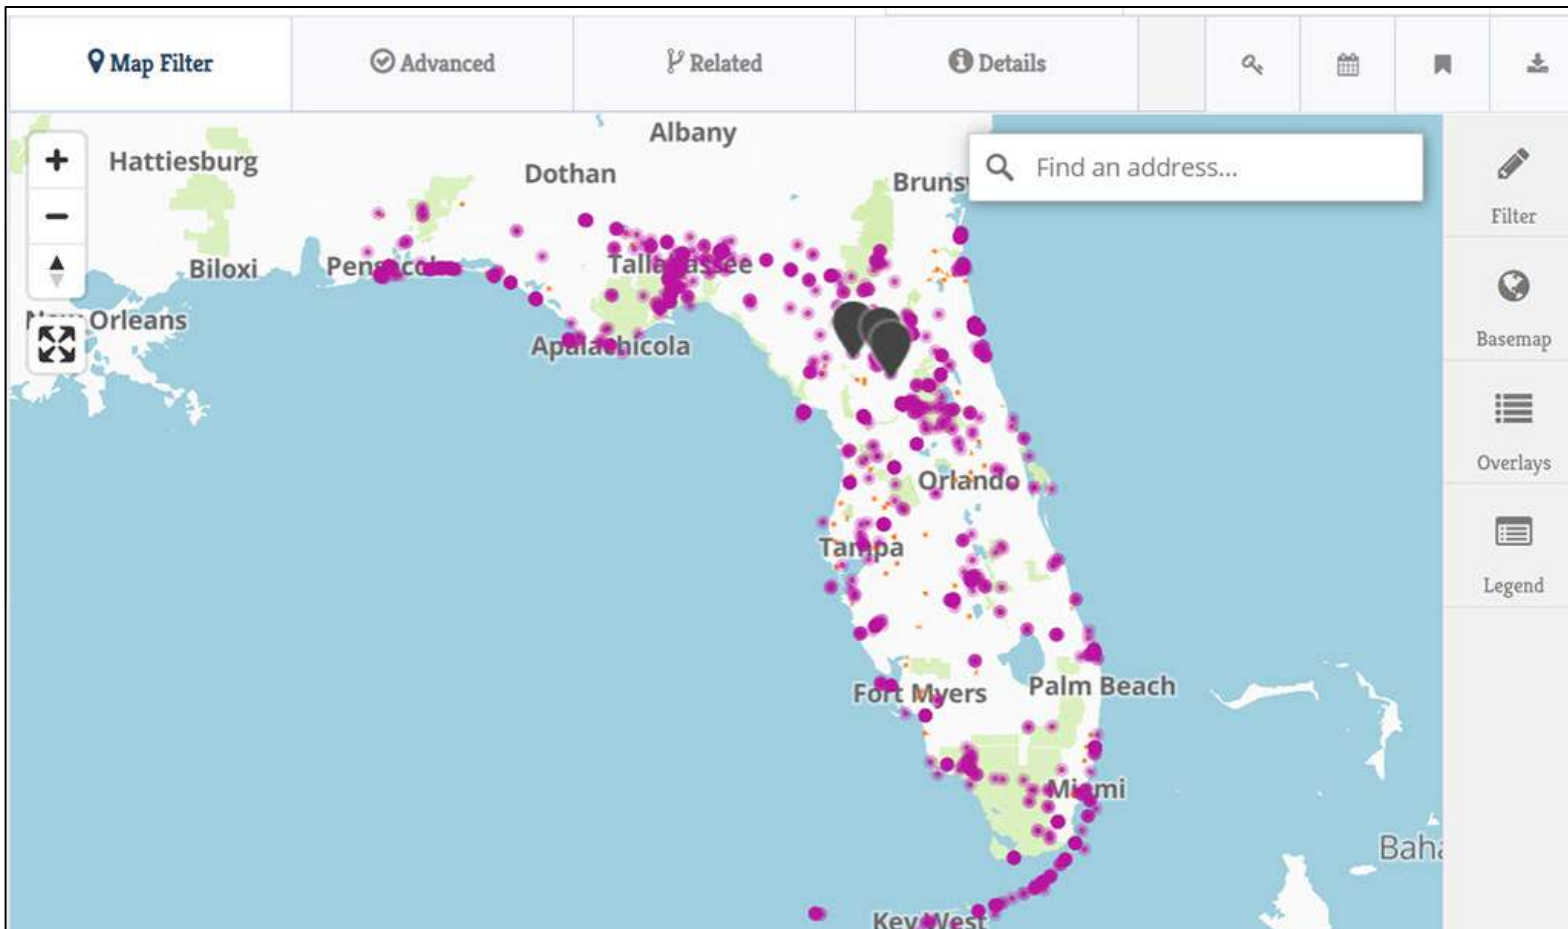 Map Filter
Advanced
Related
Details
Albany
Hattiesburg
Dothan
Find an address...
Filter
Biloxi
Tallahassee
Orleans
Basemap
Apalachicola
Overlays
Orlando
Tampa
Legend
Fort Myers
Palm Beach
Miami
Key West